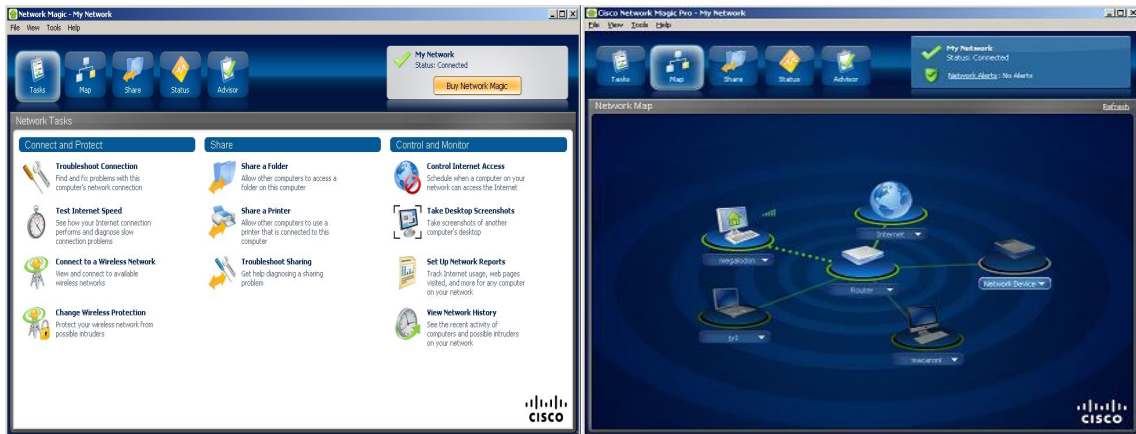 Network Magic - My Network
File View Tools Help
Tasks
Map
Share
Status
Advisor
My Network
Status: Connected
Buy Network Magic
Network Tasks
Connect and Protect
Troubleshoot Connection
Find and fix problems with this
computer's network connection
Test Internet Speed
See how your Internet connection
performs and diagnose slow
connection problems
Connect to a Wireless Network
View and connect to available
wireless networks
Change Wireless Protection
Protect your wireless network from
possible intruders
Share
Share a Folder
Allow other computers to access a
folder on this computer
Share a Printer
Allow other computers to use a
printer that is connected to this
computer
Troubleshoot Sharing
Get help diagnosing a sharing
problem
Control and Monitor
Control Internet Access
Schedule when a computer on your
network can access the Internet
Take Desktop Screenshots
Take screenshots of another
computer's desktop
Set Up Network Reports
Track Internet usage, web pages
visited, and more for any computer
on your network
View Network History
See the recent activity of
computers and possible intruders
on your network
CISCO
Cisco Network Magic Pro - My Network
File View Tools Help
Tasks
Map
Share
Status
Advisor
My Network
Status: Connected
Network Alerts: No Alerts
Network Map
Refresh
Internet
megalodon
Router
Network Device
macaroni
CISCO